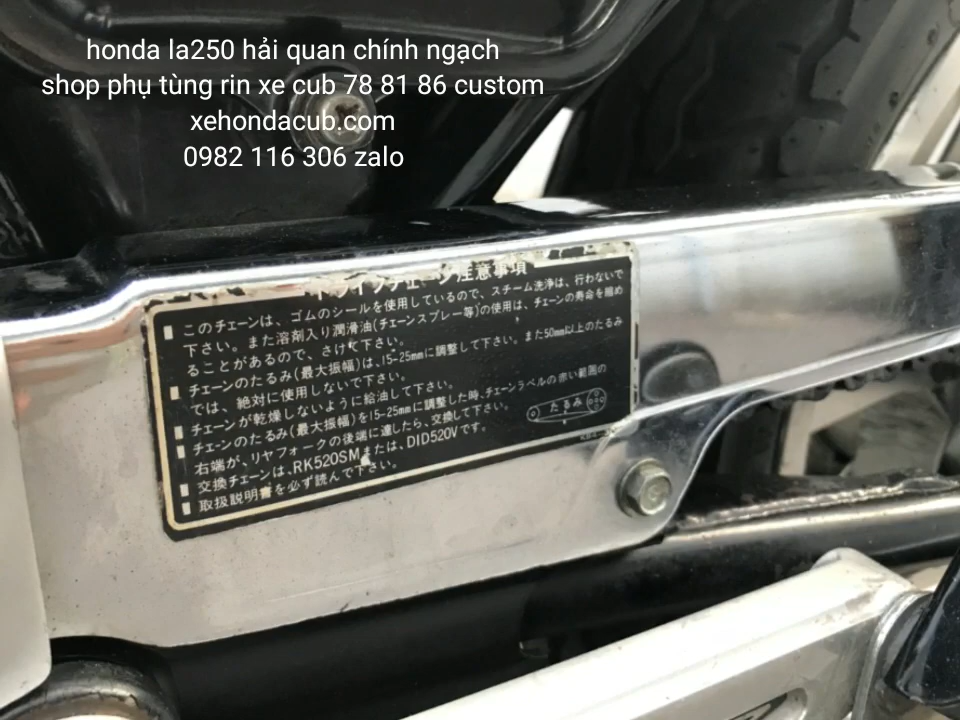 honda la250 hải quan chính ngạch
shop phụ tùng rin xe cub 78 81 86 custom
xehondacub.com
0982 116 306 zalo
ドライブチェーン注意事項
このチェーンは、ゴムのシールを使用しているので、スチーム洗浄は、行わないで
下さい。また溶剤入り潤滑油(チェーンスプレー等)の使用は、チェーンの寿命を縮め
ることがあるので、さけて下さい。
チェーンのたるみ(最大振幅)は、15-25mmに調整して下さい。また50mm以上のたるみ
では、絶対に使用しないで下さい。
チェーンが乾燥しないように給油して下さい。
チェーンのたるみ(最大振幅)を15-25mmに調整した時、チェーンラベルの赤い範囲の
右端が、リヤフォークの後端に達したら、交換して下さい。
交換チェーンは、RK520SMまたは、DID520Vです。
取扱説明書を必ず読んで下さい。
たるみ